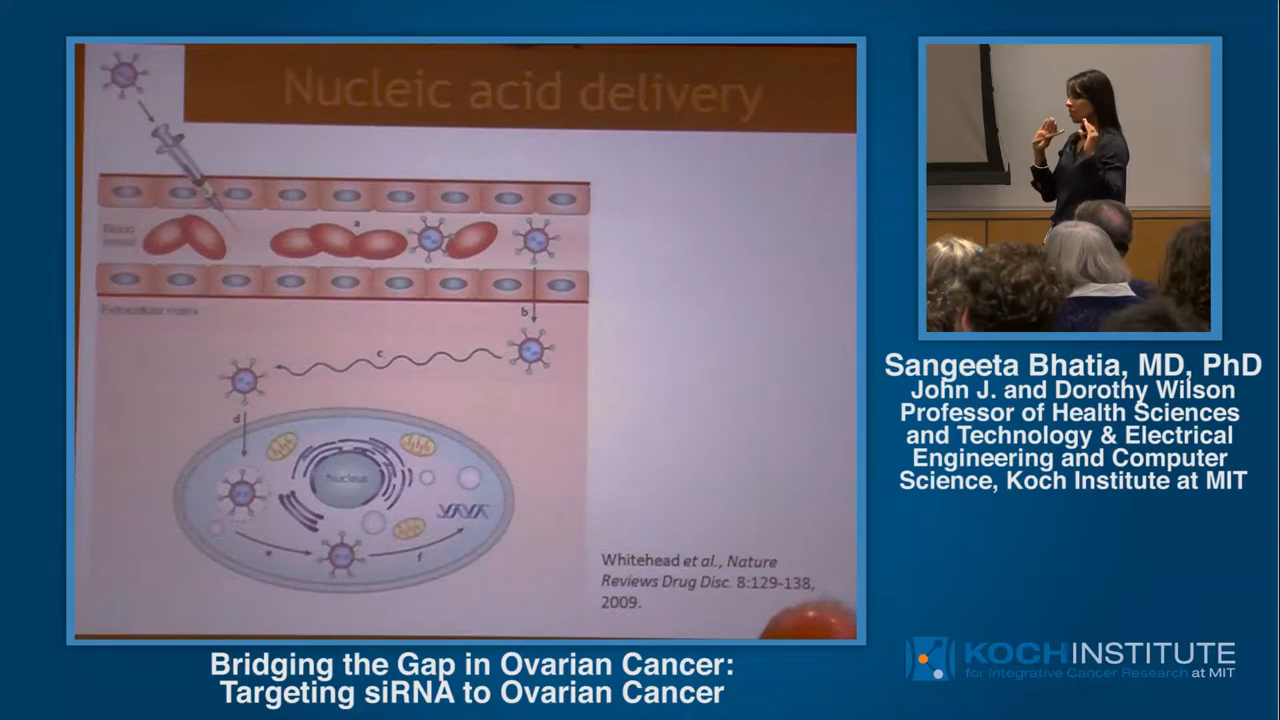 Nucleic acid delivery
Blood
vessel
a
Extracellular matrix
b
c
d
Nucleus
e
f
Whitehead et al., Nature
Reviews Drug Disc. 8:129-138,
2009.
Sangeeta Bhatia, MD, PhD
John J. and Dorothy Wilson
Professor of Health Sciences
and Technology & Electrical
Engineering and Computer
Science, Koch Institute at MIT
Bridging the Gap in Ovarian Cancer:
Targeting siRNA to Ovarian Cancer
KOCH INSTITUTE
for Integrative Cancer Research at MIT